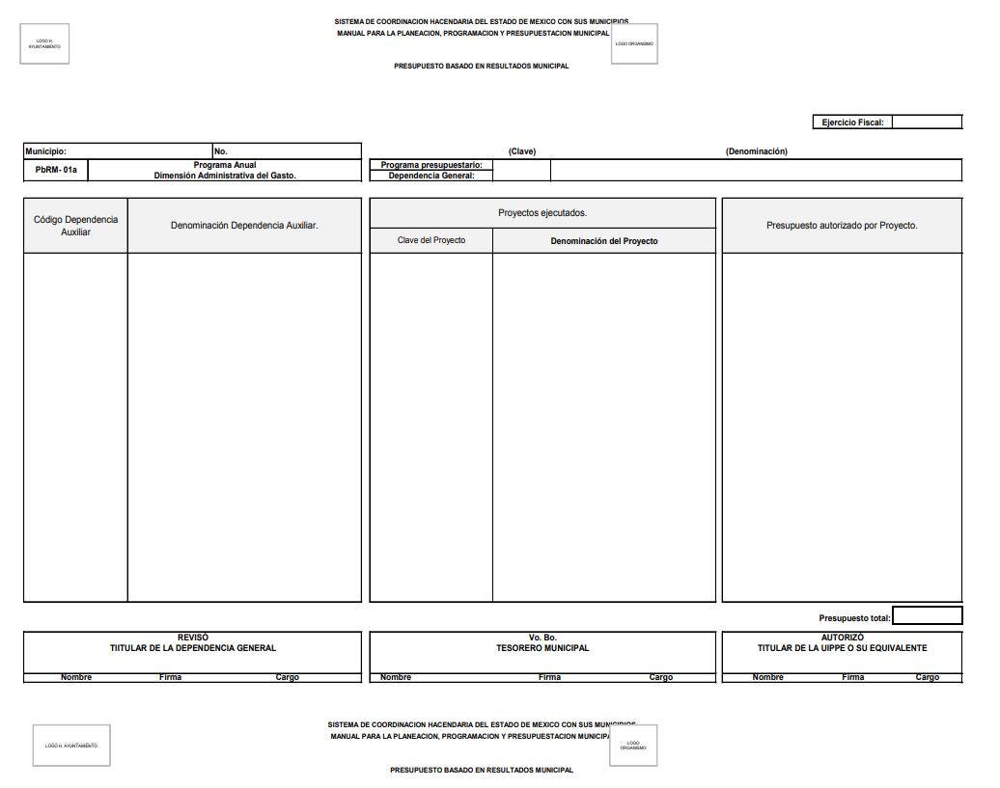 SISTEMA DE COORDINACION HACENDARIA DEL ESTADO DE MEXICO CON SUS MUNICIPIOS
MANUAL PARA LA PLANEACION, PROGRAMACION Y PRESUPUESTACION MUNICIPAL
LOGO H.
AYUNTAMIENTO
LOGO ORGANISMO
PRESUPUESTO BASADO EN RESULTADOS MUNICIPAL
Ejercicio Fiscal:
Municipio: No.
(Clave) (Denominación)
PbRM- 01a
Programa Anual
Dimensión Administrativa del Gasto.
Programa presupuestario:
Dependencia General:
Código Dependencia
Auxiliar
Denominación Dependencia Auxiliar.
Proyectos ejecutados.
Clave del Proyecto
Denominación del Proyecto
Presupuesto autorizado por Proyecto.
Presupuesto total:
REVISÓ
TIITULAR DE LA DEPENDENCIA GENERAL
Nombre Firma Cargo
Vo. Bo.
TESORERO MUNICIPAL
Nombre Firma Cargo
AUTORIZÓ
TITULAR DE LA UIPPE O SU EQUIVALENTE
Nombre Firma Cargo
SISTEMA DE COORDINACION HACENDARIA DEL ESTADO DE MEXICO CON SUS MUNICIPIOS
MANUAL PARA LA PLANEACION, PROGRAMACION Y PRESUPUESTACION MUNICIPA
LOGO H. AYUNTAMIENTO
LOGO
ORGANISMO
PRESUPUESTO BASADO EN RESULTADOS MUNICIPAL